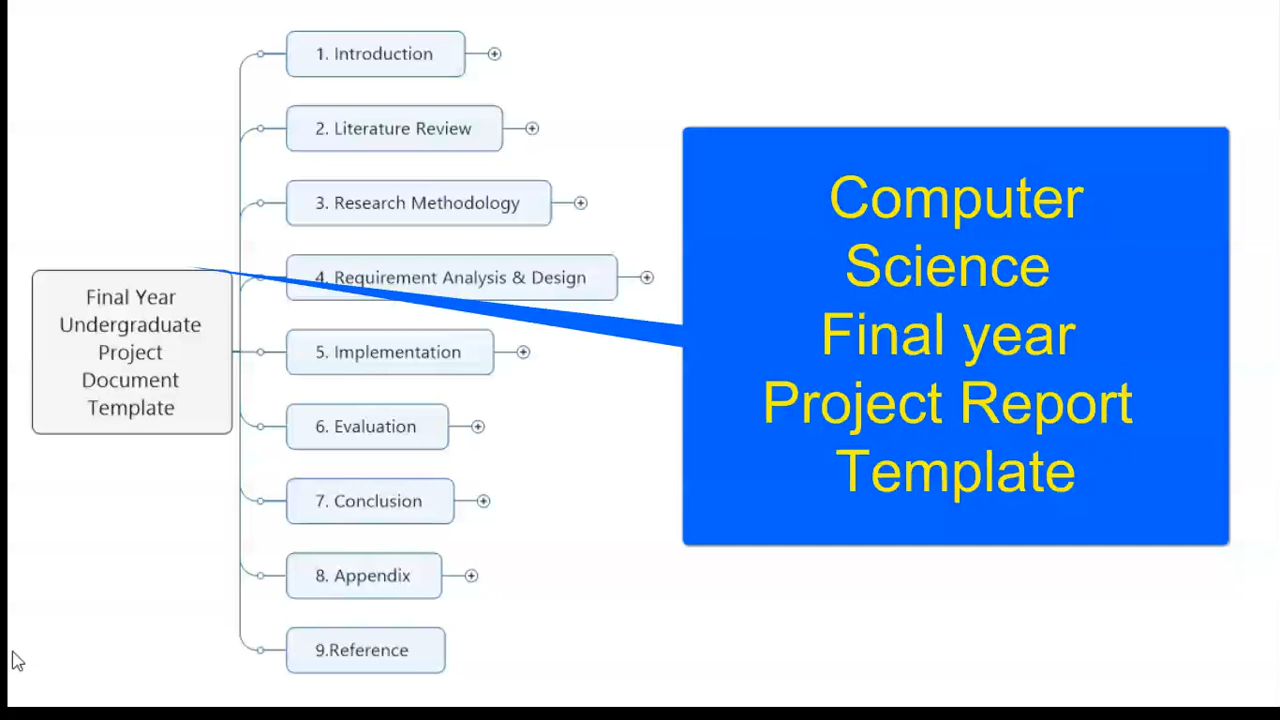 1. Introduction
2. Literature Review
3. Research Methodology
4. Requirement Analysis & Design
5. Implementation
6. Evaluation
7. Conclusion
8. Appendix
9.Reference
Final Year
Undergraduate
Project
Document
Template
Computer
Science
Final year
Project Report
Template